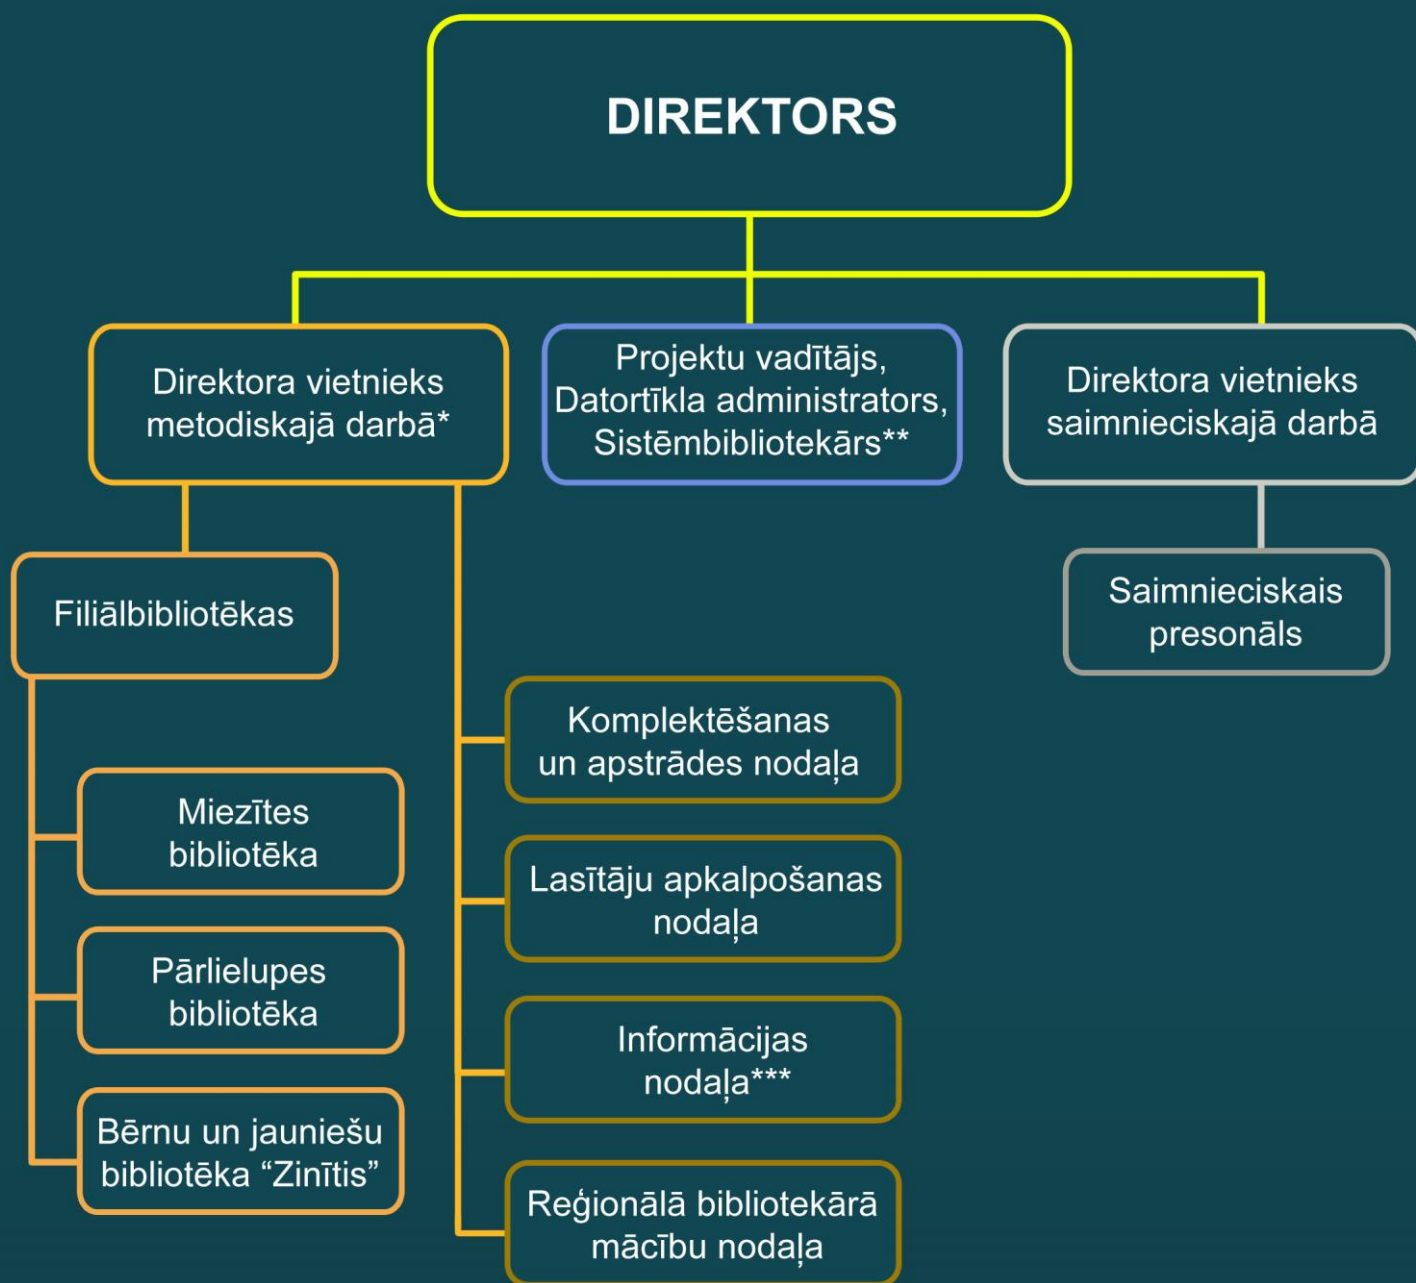 DIREKTORS
Direktora vietnieks
metodiskajā darbā*
Projektu vadītājs,
Datortīkla administrators,
Sistēmbibliotekārs**
Direktora vietnieks
saimnieciskajā darbā
Filiālbibliotēkas
Saimnieciskais
presonāls
Miezītes
bibliotēka
Pārlielupes
bibliotēka
Bērnu un jauniešu
bibliotēka “Zinītis”
Komplektēšanas
un apstrādes nodaļa
Lasītāju apkalpošanas
nodaļa
Informācijas
nodaļa***
Reģionālā bibliotekārā
mācību nodaļa